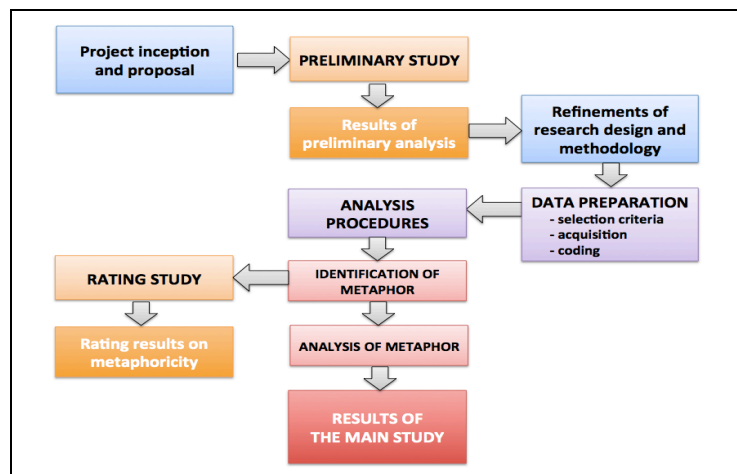 Project inception
and proposal
PRELIMINARY STUDY
Results of
preliminary analysis
Refinements of
research design and
methodology
DATA PREPARATION
- selection criteria
- acquisition
- coding
ANALYSIS
PROCEDURES
IDENTIFICATION OF
METAPHOR
RATING STUDY
Rating results on
metaphoricity
ANALYSIS OF METAPHOR
RESULTS OF
THE MAIN STUDY